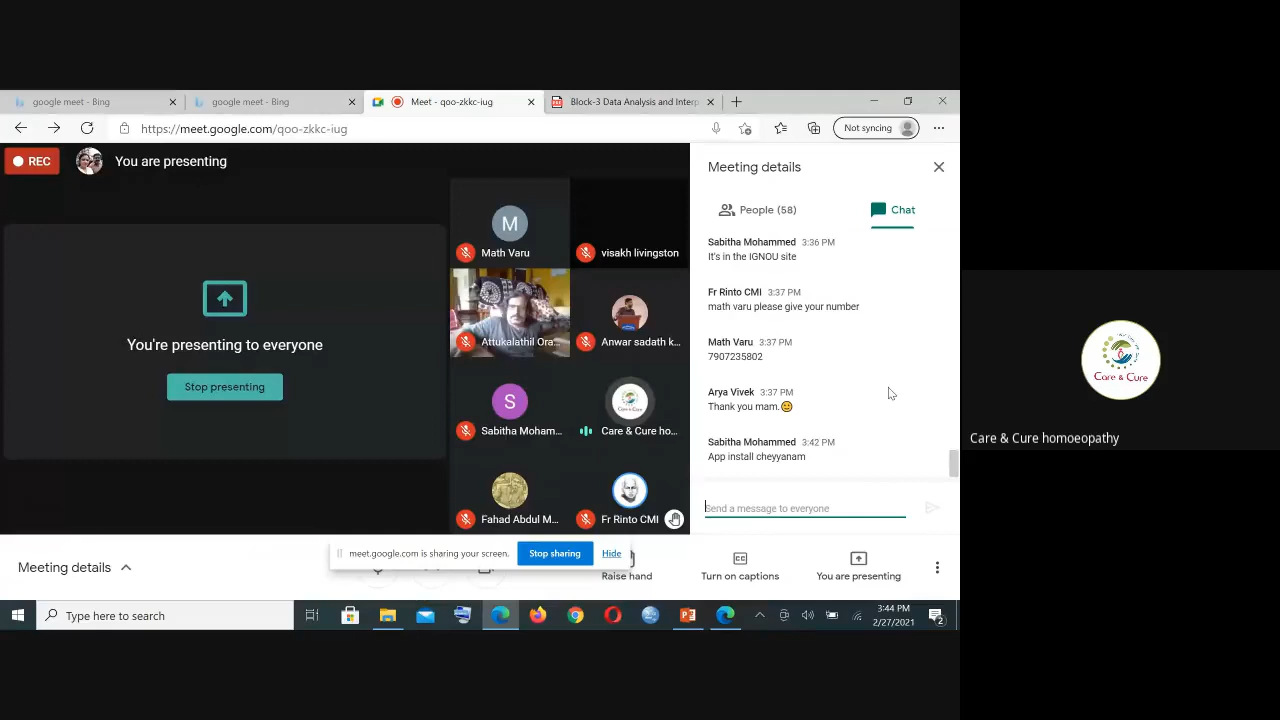 google meet - Bing
google meet - Bing
Meet - qoo-zkkc-iug
Block-3 Data Analysis and Interp
https://meet.google.com/qoo-zkkc-iug
Not syncing
REC
You are presenting
You're presenting to everyone
Stop presenting
M
Math Varu
visakh livingston
Attukalathil Ora...
Anwar sadath k...
S
Sabitha Moham...
Care & Cure
Care & Cure ho...
Fahad Abdul M...
Fr Rinto CMI
Meeting details
People (58)
Chat
Sabitha Mohammed 3:36 PM
It's in the IGNOU site
Fr Rinto CMI 3:37 PM
math varu please give your number
Math Varu 3:37 PM
7907235802
Arya Vivek 3:37 PM
Thank you mam.🙂
Sabitha Mohammed 3:42 PM
App install cheyyanam
Send a message to everyone
Meeting details
meet.google.com is sharing your screen.
Stop sharing
Hide
Raise hand
Turn on captions
You are presenting
Type here to search
3:44 PM
2/27/2021
2
Care & Cure
Care & Cure homoeopathy